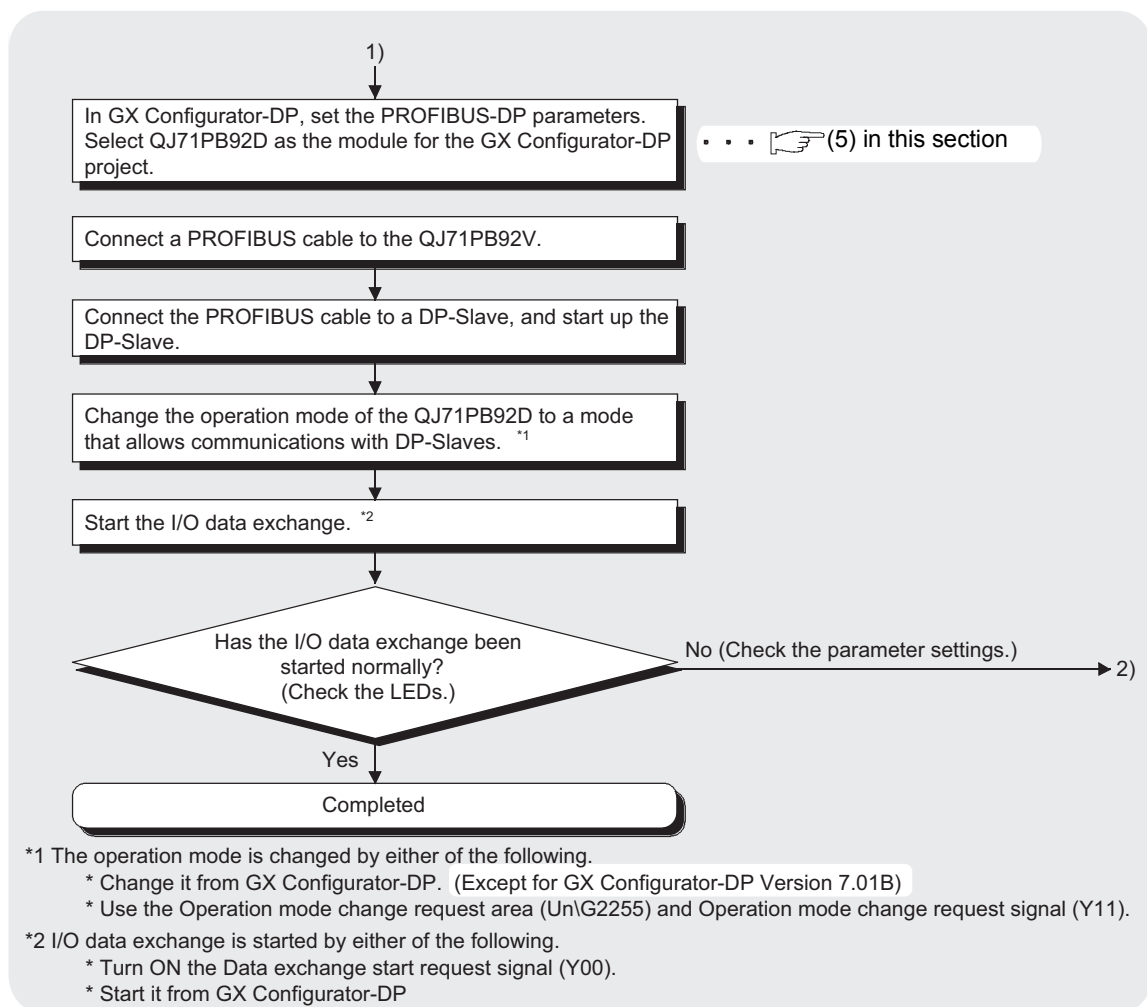 1)
In GX Configurator-DP, set the PROFIBUS-DP parameters.
Select QJ71PB92D as the module for the GX Configurator-DP
project.
· · · (5) in this section
Connect a PROFIBUS cable to the QJ71PB92V.
Connect the PROFIBUS cable to a DP-Slave, and start up the
DP-Slave.
Change the operation mode of the QJ71PB92D to a mode
that allows communications with DP-Slaves. *1
Start the I/O data exchange. *2
Has the I/O data exchange been
started normally?
(Check the LEDs.)
No (Check the parameter settings.)
2)
Yes
Completed
*1 The operation mode is changed by either of the following.
* Change it from GX Configurator-DP. (Except for GX Configurator-DP Version 7.01B)
* Use the Operation mode change request area (Un\G2255) and Operation mode change request signal (Y11).
*2 I/O data exchange is started by either of the following.
* Turn ON the Data exchange start request signal (Y00).
* Start it from GX Configurator-DP